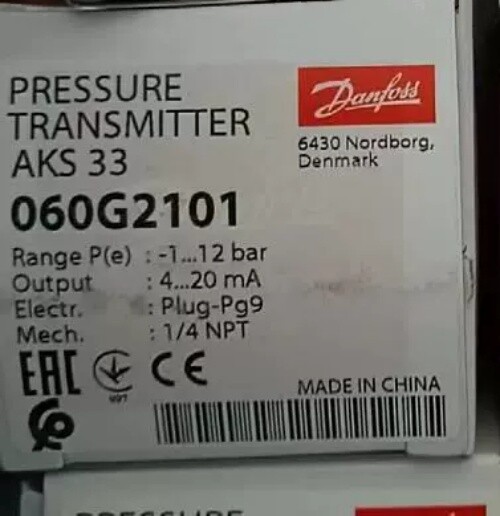 PRESSURE
TRANSMITTER
AKS 33
Danfoss
6430 Nordborg,
Denmark
060G2101
Range P(e) : -1...12 bar
Output : 4...20 mA
Electr. : Plug-Pg9
Mech. : 1/4 NPT
EAC CE
MADE IN CHINA
PRESSURE